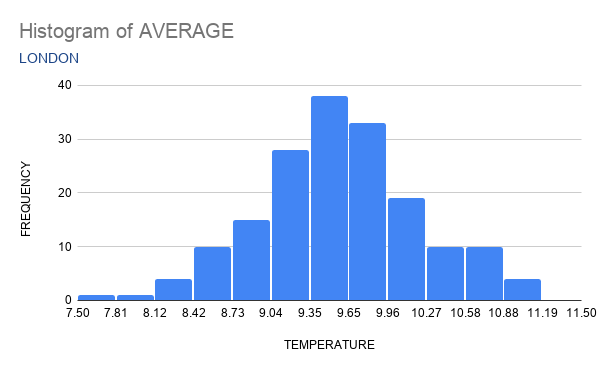 Histogram of AVERAGE
LONDON
40
30
20
10
0
FREQUENCY
7.50 7.81 8.12 8.42 8.73 9.04 9.35 9.65 9.96 10.27 10.58 10.88 11.19 11.50
TEMPERATURE